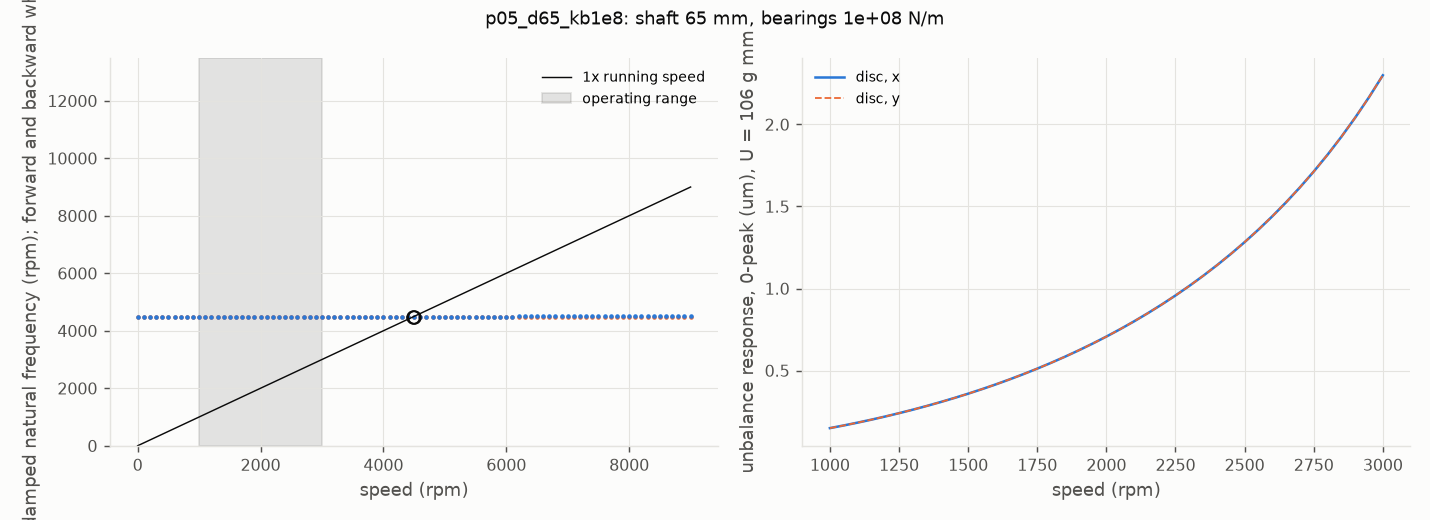 p05_d65_kb1e8: shaft 65 mm, bearings 1e+08 N/m
damped natural frequency (rpm); forward and backward
12000
10000
8000
6000
4000
2000
0
1x running speed
operating range
0
2000
4000
6000
8000
speed (rpm)
unbalance response, 0-peak (um), U = 106 g mm
2.0
1.5
1.0
0.5
disc, x
disc, y
1000
1250
1500
1750
2000
2250
2500
2750
3000
speed (rpm)